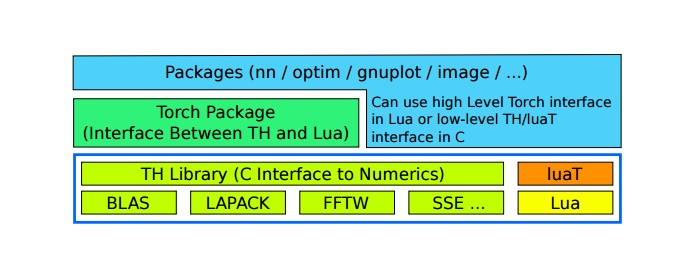 Packages (nn / optim / gnuplot / image / ...)
Torch Package
(Interface Between TH and Lua)
Can use high Level Torch interface
in Lua or low-level TH/luaT
interface in C
TH Library (C Interface to Numerics)
luaT
BLAS
LAPACK
FFTW
SSE ...
Lua